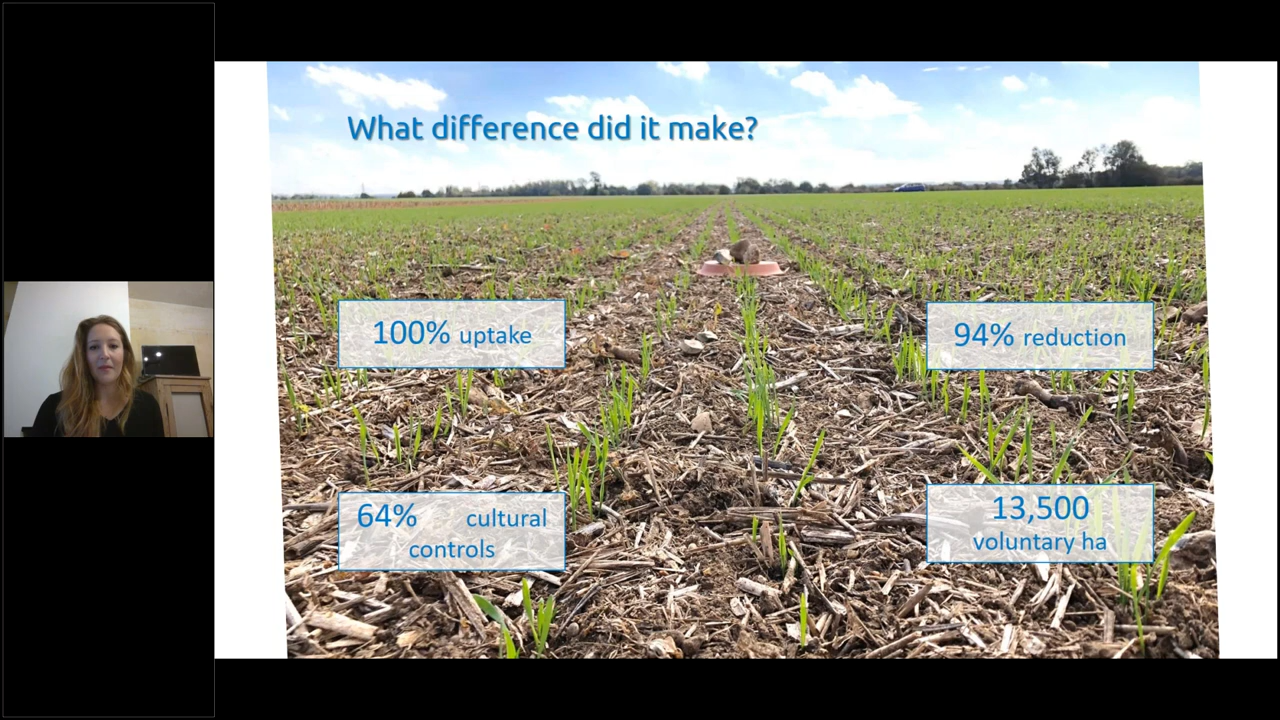 What difference did it make?
100% uptake
94% reduction
64% cultural
controls
13,500
voluntary ha